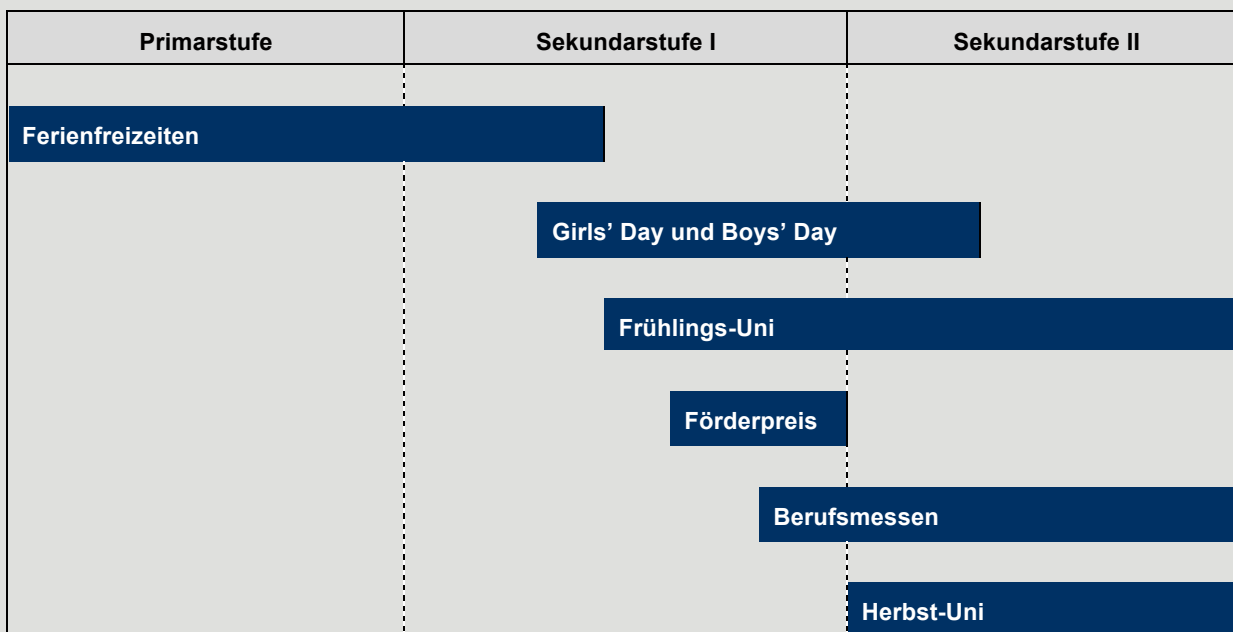 Primarstufe
Sekundarstufe I
Sekundarstufe II
Ferienfreizeiten
Girls’ Day und Boys’ Day
Frühlings-Uni
Förderpreis
Berufsmessen
Herbst-Uni